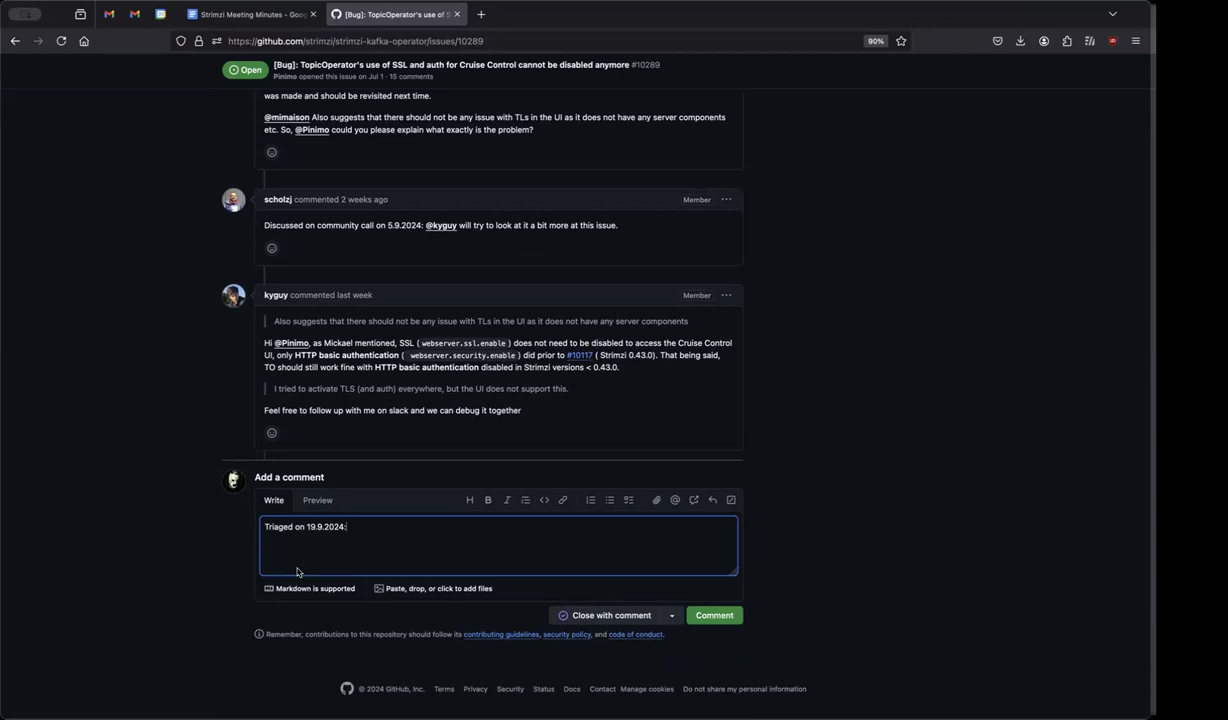 Strimzi Meeting Minutes - Goog
[Bug]: TopicOperator's use of S
https://github.com/strimzi/strimzi-kafka-operator/issues/10289
90%
Open
[Bug]: TopicOperator's use of SSL and auth for Cruise Control cannot be disabled anymore #10289
Pinimo opened this issue on Jul 1 · 15 comments
was made and should be revisited next time.
@mimaison Also suggests that there should not be any issue with TLs in the UI as it does not have any server components
etc. So, @Pinimo could you please explain what exactly is the problem?
scholzj commented 2 weeks ago
Member
Discussed on community call on 5.9.2024: @kyguy will try to look at it a bit more at this issue.
kyguy commented last week
Member
Also suggests that there should not be any issue with TLs in the UI as it does not have any server components
Hi @Pinimo, as Mickael mentioned, SSL ( webserver.ssl.enable ) does not need to be disabled to access the Cruise Control
UI, only HTTP basic authentication ( webserver.security.enable ) did prior to #10117 ( Strimzi 0.43.0). That being said,
TO should still work fine with HTTP basic authentication disabled in Strimzi versions < 0.43.0.
I tried to activate TLS (and auth) everywhere, but the UI does not support this.
Feel free to follow up with me on slack and we can debug it together
Add a comment
Write
Preview
Triaged on 19.9.2024:
Markdown is supported
Paste, drop, or click to add files
Close with comment
Comment
Remember, contributions to this repository should follow its contributing guidelines, security policy, and code of conduct.
© 2024 GitHub, Inc.
Terms
Privacy
Security
Status
Docs
Contact
Manage cookies
Do not share my personal information